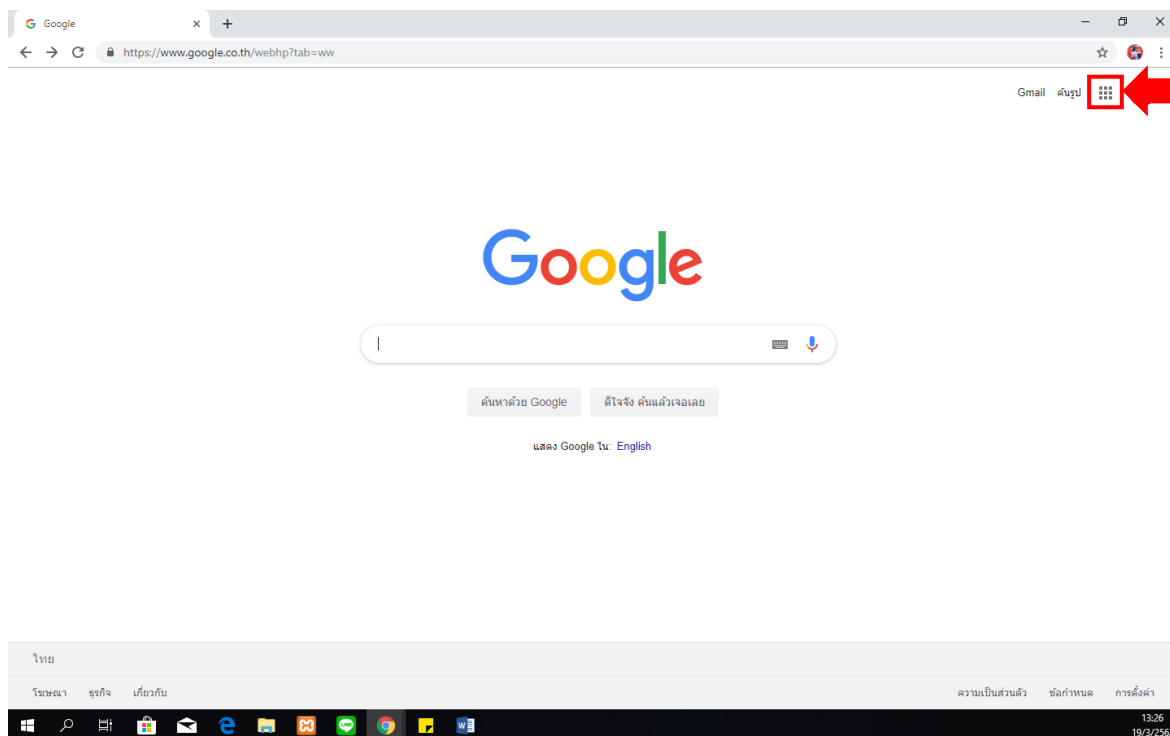 Google
https://www.google.co.th/webhp?tab=ww
Gmail ค้นรูป
Google
ค้นหาด้วย Google ดีใจจัง ค้นแล้วเจอเลย
แสดง Google ใน: English
ไทย
โฆษณา ธุรกิจ เกี่ยวกับ ความเป็นส่วนตัว ข้อกำหนด การตั้งค่า
13:26
19/3/256